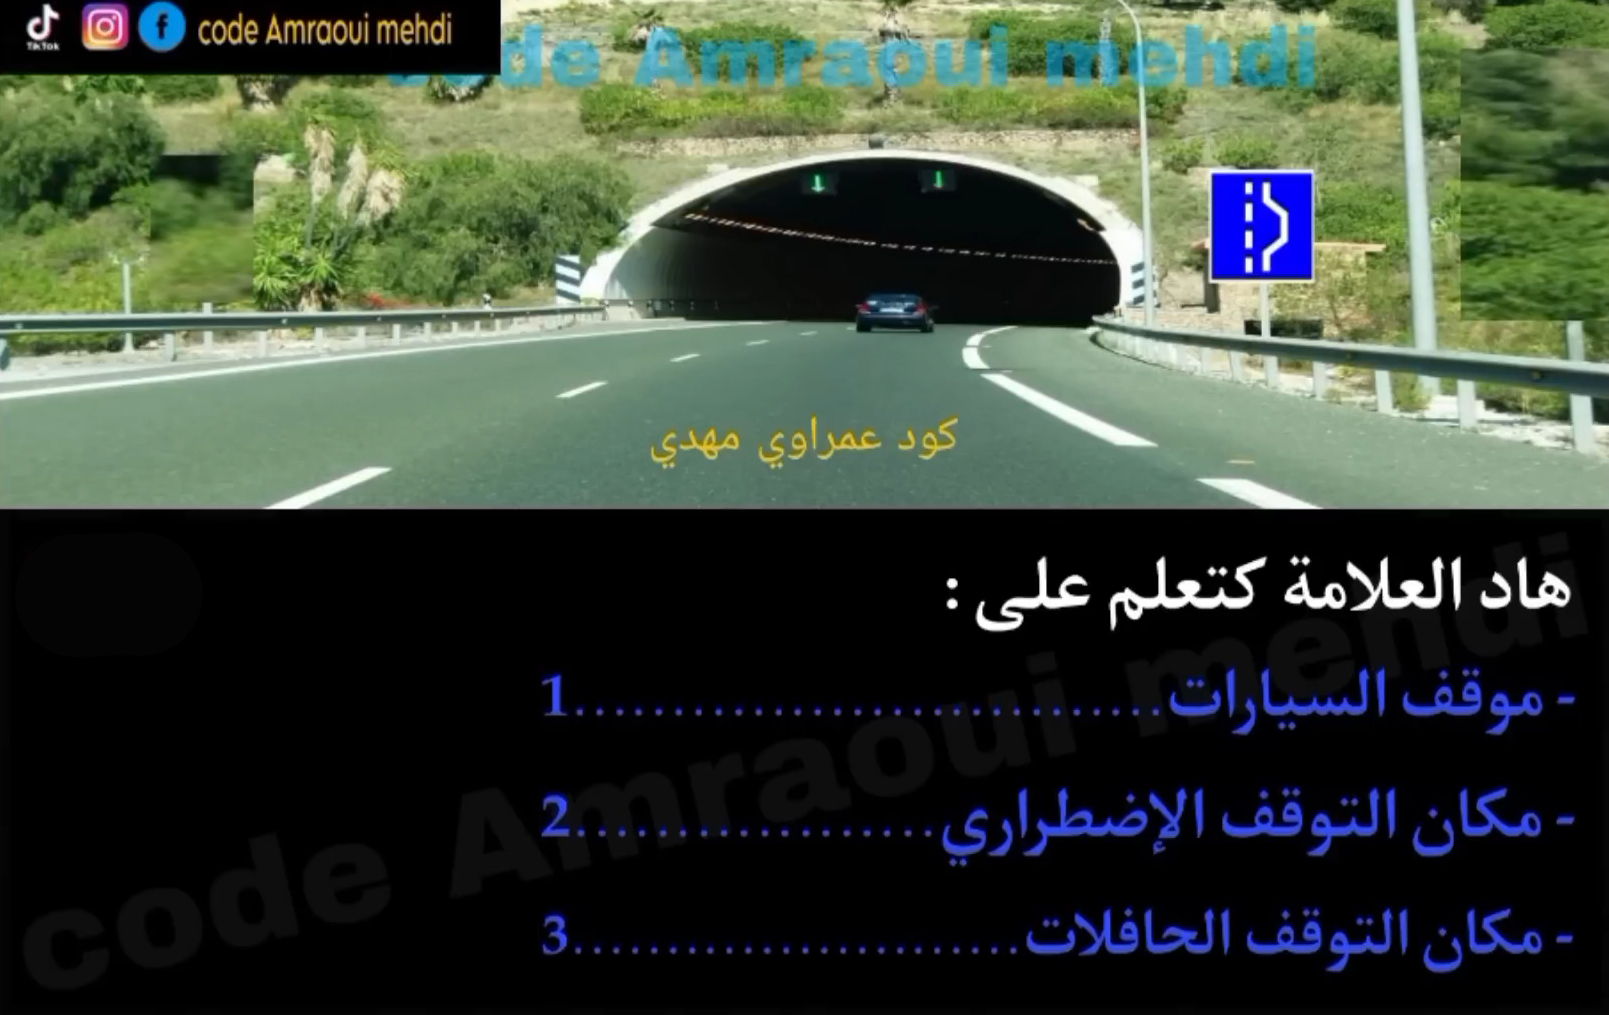 TikTok
code Amraoui mehdi
code Amraoui mehdi
كود عمراوي مهدي
هاد العلامة كتعلم على :
- موقف السيارات..............................1
- مكان التوقف الإضطراري..................2
- مكان التوقف الحافلات........................3
code Amraoui mehdi